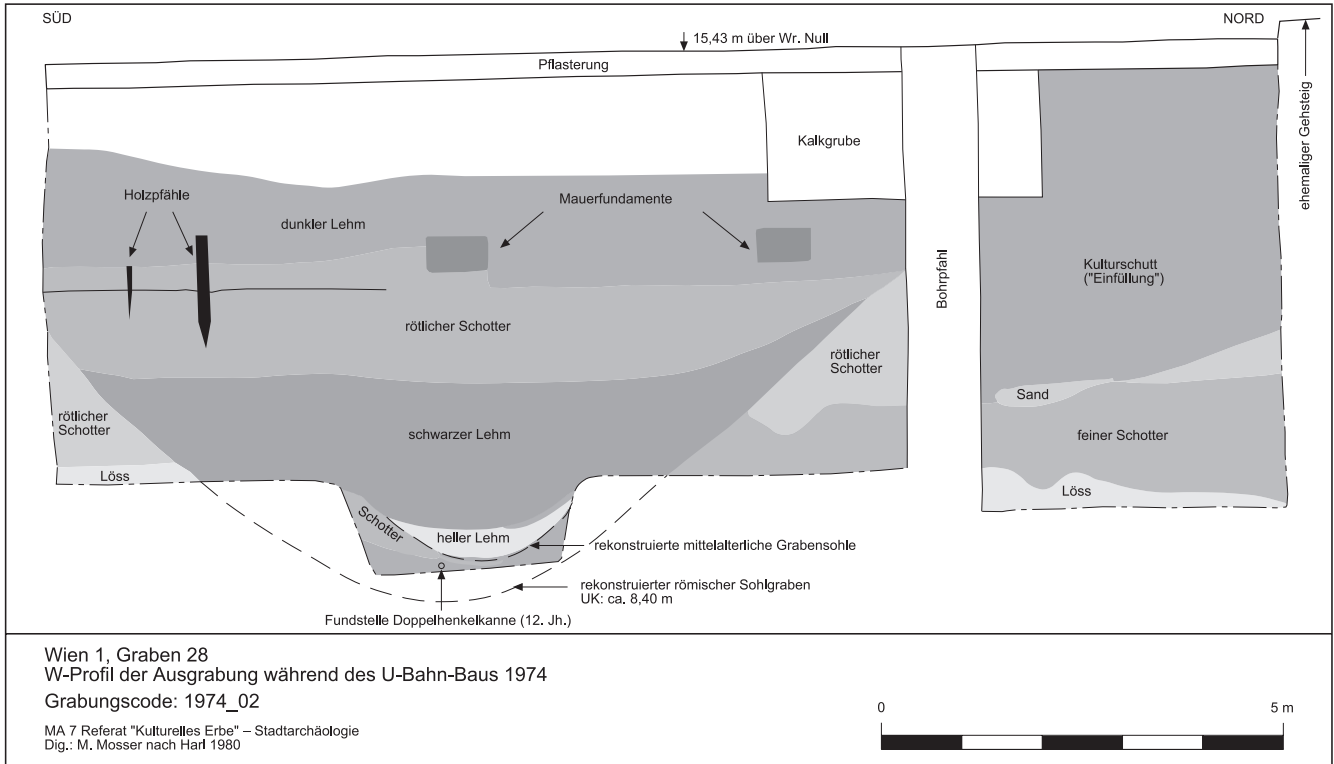 SÜD
NORD
15,43 m über Wr. Null
Pflasterung
ehemaliger Gehsteig
Kalkgrube
Holzpfähle
Mauerfundamente
dunkler Lehm
Bohrpfahl
Kulturschutt
("Einfüllung")
rötlicher Schotter
rötlicher
Schotter
Sand
rötlicher
Schotter
schwarzer Lehm
feiner Schotter
Löss
Löss
Schotter
heller Lehm
rekonstruierte mittelalterliche Grabensohle
rekonstruierter römischer Sohlgraben
UK: ca. 8,40 m
Fundstelle Doppelhenkelkanne (12. Jh.)
Wien 1, Graben 28
W-Profil der Ausgrabung während des U-Bahn-Baus 1974
Grabungscode: 1974_02
MA 7 Referat "Kulturelles Erbe" – Stadtarchäologie
Dig.: M. Mosser nach Harl 1980
0
5 m